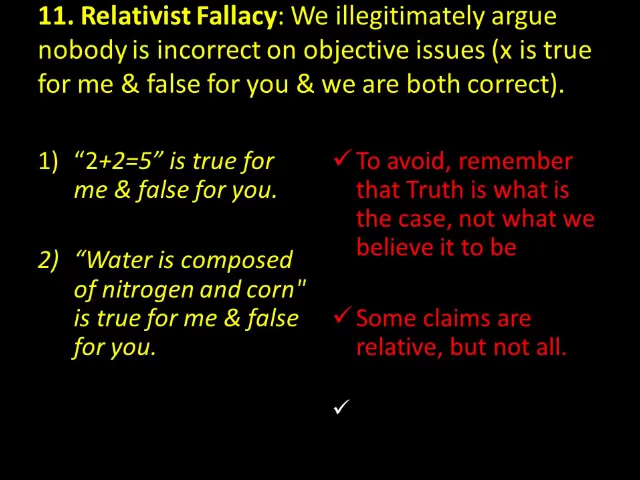 11. Relativist Fallacy: We illegitimately argue
nobody is incorrect on objective issues (x is true
for me & false for you & we are both correct).
1) “2+2=5” is true for
me & false for you.
2) “Water is composed
of nitrogen and corn"
is true for me & false
for you.
✓ To avoid, remember
that Truth is what is
the case, not what we
believe it to be
✓ Some claims are
relative, but not all.
✓